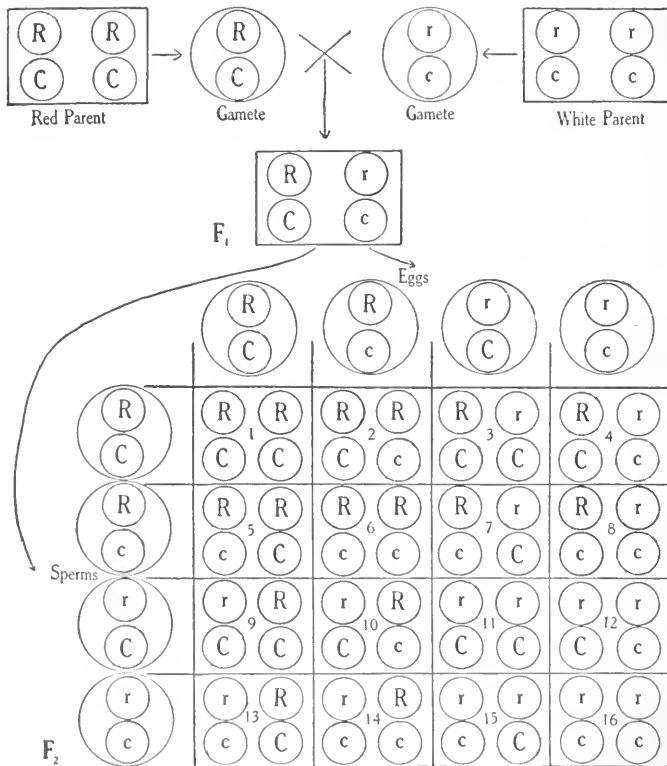 R R R r r r
C C C c c c
Red Parent Gamete Gamete White Parent
R r
C c
F₁
Eggs
R R r r
C c C c
R R R R R R r R r
1 2 3 4
C C C C c C C C c
R R R R R R r R r
5 6 7 8
c c C c c c C c c
Sperms
r r R r R r r r r
9 10 11 12
C C C C c C C C c
r r R r R r r r r
13 14 15 16
c c C c c c C c c
F₂